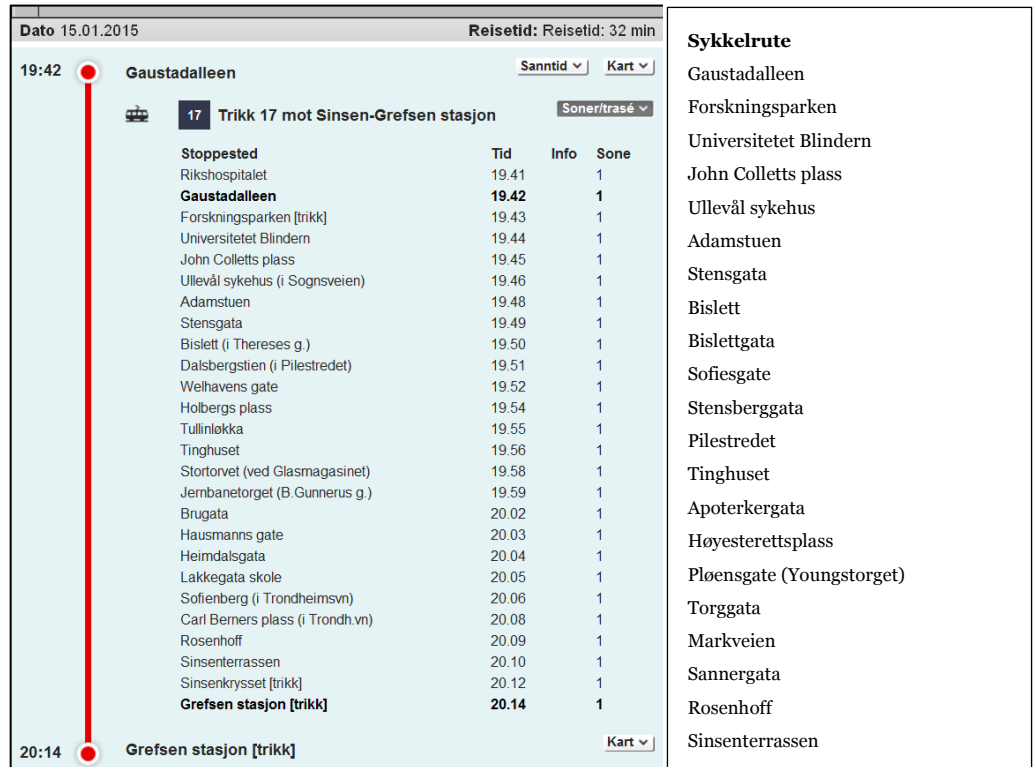 Dato 15.01.2015 Reisetid: Reisetid: 32 min
19:42 Gaustadalleen Sanntid Kart
17 Trikk 17 mot Sinsen-Grefsen stasjon Soner/trasé
Stoppested Tid Info Sone
Rikshospitalet 19.41 1
Gaustadalleen 19.42 1
Forskningsparken [trikk] 19.43 1
Universitetet Blindern 19.44 1
John Colletts plass 19.45 1
Ullevål sykehus (i Sognsveien) 19.46 1
Adamstuen 19.48 1
Stensgata 19.49 1
Bislett (i Thereses g.) 19.50 1
Dalsbergstien (i Pilestredet) 19.51 1
Welhavens gate 19.52 1
Holbergs plass 19.54 1
Tullinløkka 19.55 1
Tinghuset 19.56 1
Stortorvet (ved Glasmagasinet) 19.58 1
Jernbanetorget (B.Gunnerus g.) 19.59 1
Brugata 20.02 1
Hausmanns gate 20.03 1
Heimdalsgata 20.04 1
Lakkegata skole 20.05 1
Sofienberg (i Trondheimsvn) 20.06 1
Carl Berners plass (i Trondh.vn) 20.08 1
Rosenhoff 20.09 1
Sinsenterrassen 20.10 1
Sinsenkrysset [trikk] 20.12 1
Grefsen stasjon [trikk] 20.14 1
20:14 Grefsen stasjon [trikk] Kart
Sykkelrute
Gaustadalleen
Forskningsparken
Universitetet Blindern
John Colletts plass
Ullevål sykehus
Adamstuen
Stensgata
Bislett
Bislettgata
Sofiesgate
Stensberggata
Pilestredet
Tinghuset
Apoterkergata
Høyesterettsplass
Pløensgate (Youngstorget)
Torggata
Markveien
Sannergata
Rosenhoff
Sinsenterrassen